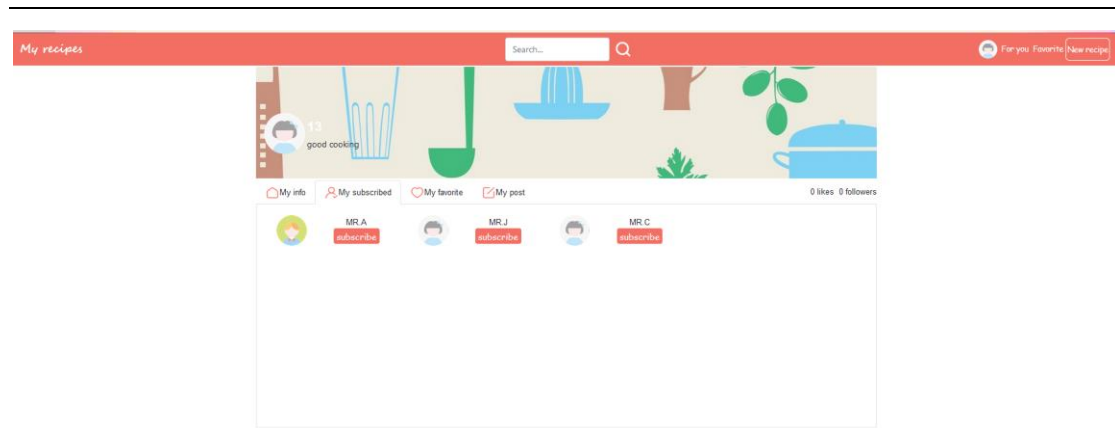 My recipes
Search...
For you Favorite New recipe
13
good cooking
My info My subscribed My favorite My post 0 likes 0 followers
MR.A MR.J MR.C
subscribe subscribe subscribe